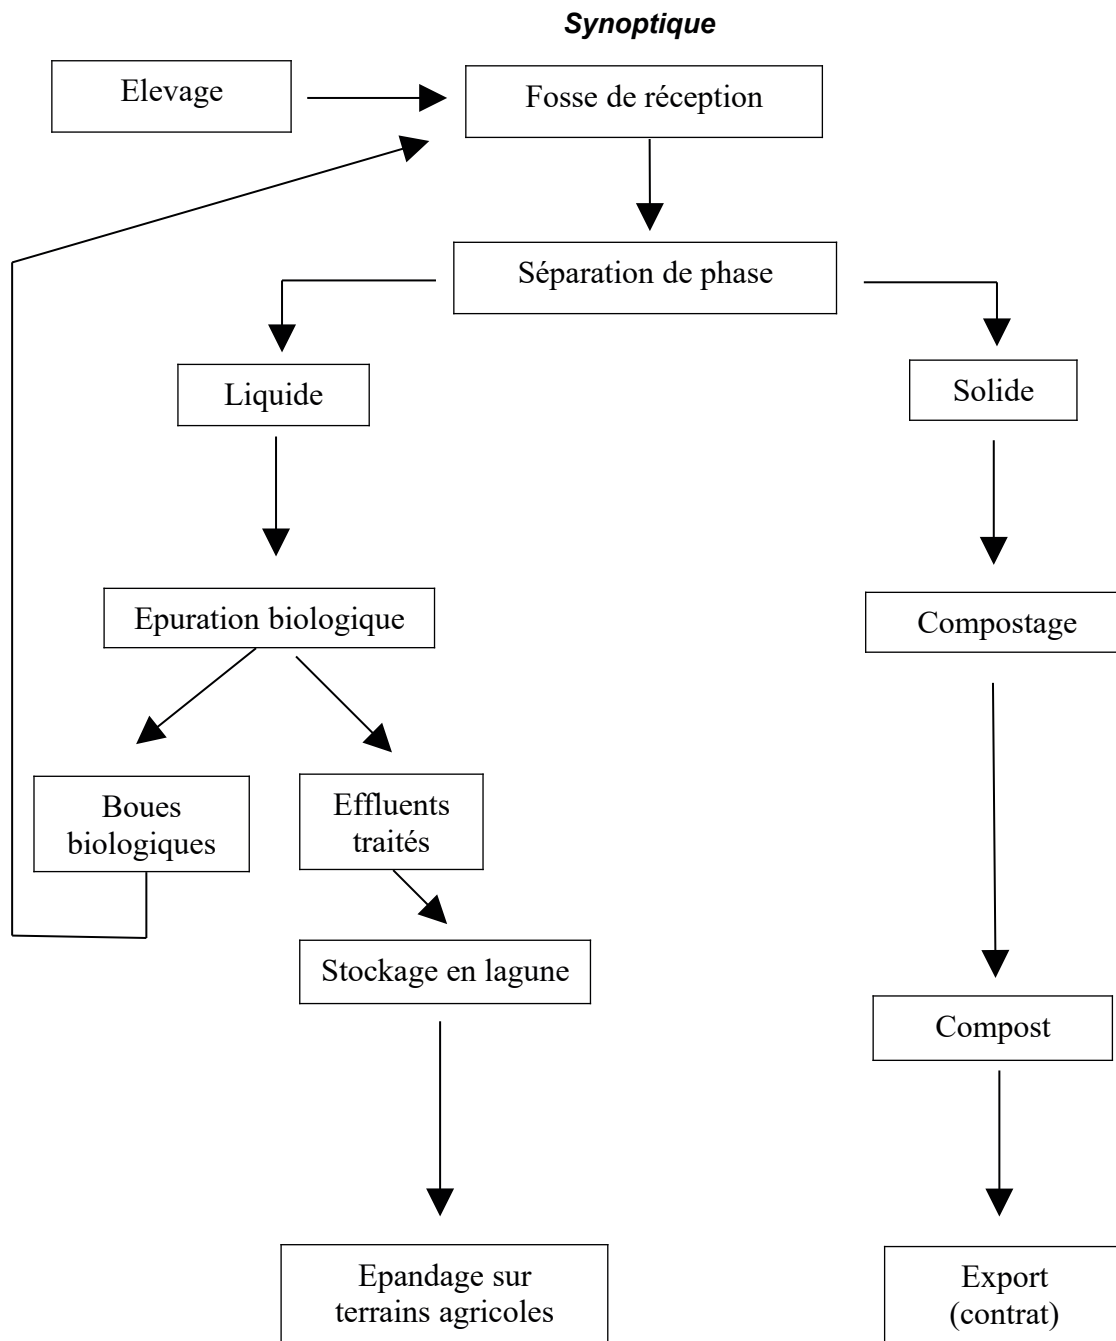 Synoptique
Elevage
Fosse de réception
Séparation de phase
Liquide
Solide
Epuration biologique
Compostage
Boues
biologiques
Effluents
traités
Stockage en lagune
Compost
Epandage sur
terrains agricoles
Export
(contrat)